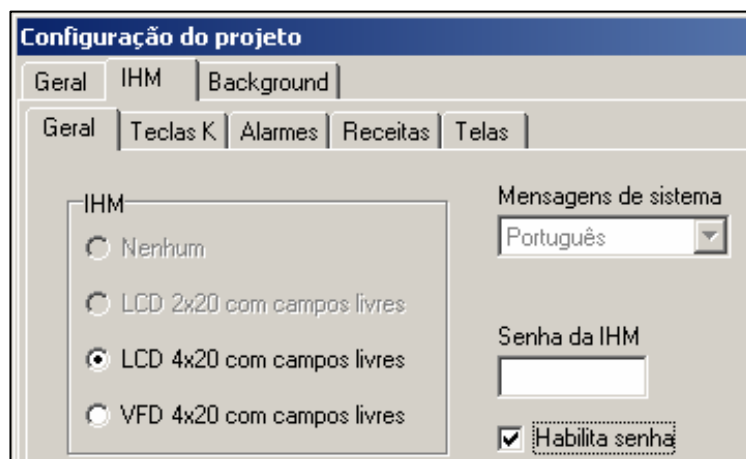 Configuração do projeto
Geral IHM Background
Geral Teclas K Alarmes Receitas Telas
IHM
Nenhum
LCD 2x20 com campos livres
LCD 4x20 com campos livres
VFD 4x20 com campos livres
Mensagens de sistema
Português
Senha da IHM
Habilita senha